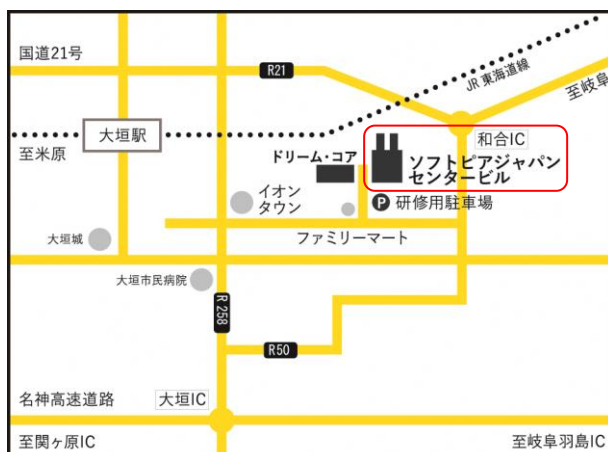 国道21号
R21
JR東海道線
至岐阜
大垣駅
和合IC
至米原
ドリーム・コア
ソフトピアジャパン
センタービル
イオン
タウン
P 研修用駐車場
ファミリーマート
大垣城
大垣市民病院
R 258
R50
名神高速道路
大垣IC
至関ヶ原IC
至岐阜羽島IC